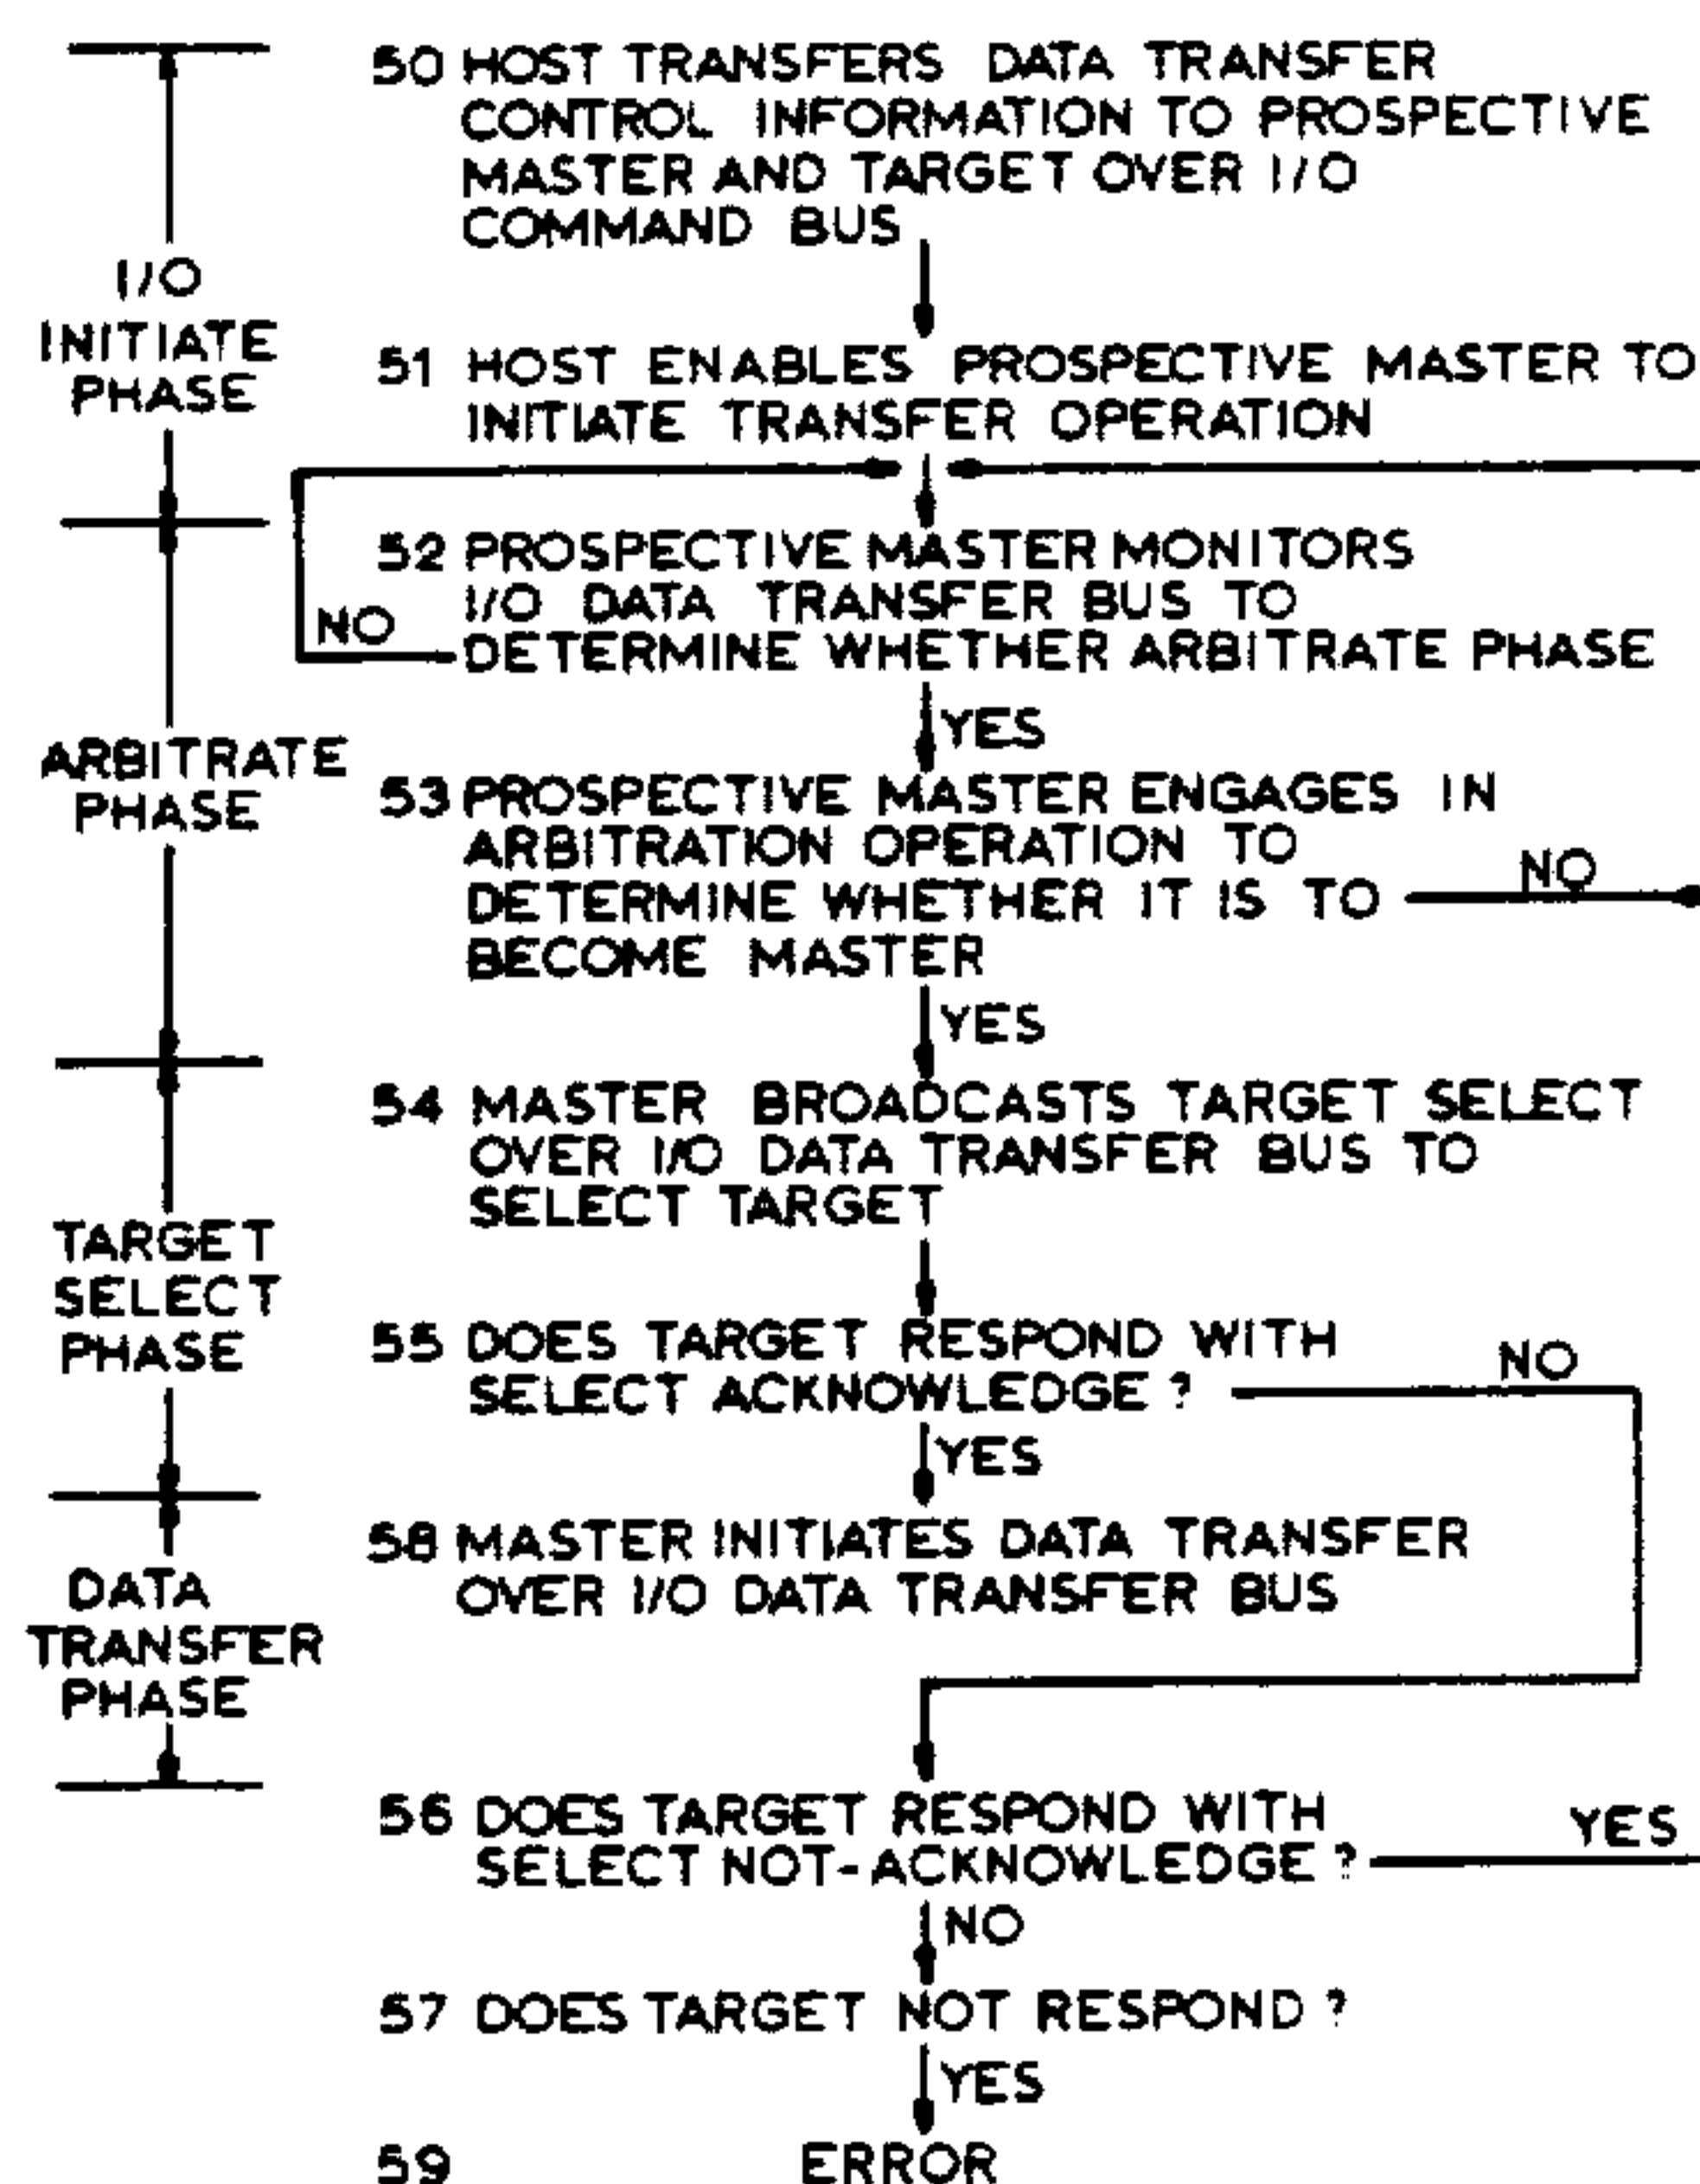 50 HOST TRANSFERS DATA TRANSFER
CONTROL INFORMATION TO PROSPECTIVE
MASTER AND TARGET OVER I/O
COMMAND BUS
I/O
INITIATE
PHASE
51 HOST ENABLES PROSPECTIVE MASTER TO
INITIATE TRANSFER OPERATION
52 PROSPECTIVE MASTER MONITORS
I/O DATA TRANSFER BUS TO
DETERMINE WHETHER ARBITRATE PHASE
NO
YES
ARBITRATE
PHASE
53 PROSPECTIVE MASTER ENGAGES IN
ARBITRATION OPERATION TO
DETERMINE WHETHER IT IS TO
BECOME MASTER
NO
YES
54 MASTER BROADCASTS TARGET SELECT
OVER I/O DATA TRANSFER BUS TO
SELECT TARGET
TARGET
SELECT
PHASE
55 DOES TARGET RESPOND WITH
SELECT ACKNOWLEDGE ?
NO
YES
58 MASTER INITIATES DATA TRANSFER
OVER I/O DATA TRANSFER BUS
DATA
TRANSFER
PHASE
56 DOES TARGET RESPOND WITH
SELECT NOT-ACKNOWLEDGE ?
YES
NO
57 DOES TARGET NOT RESPOND ?
YES
59 ERROR